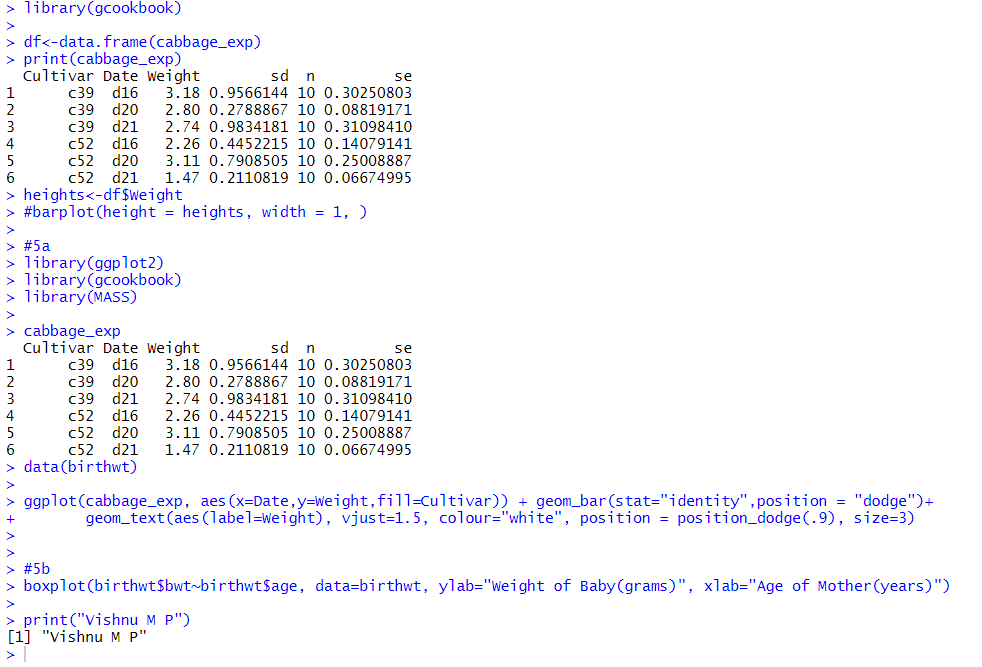 > library(gcookbook)
>
> df<-data.frame(cabbage_exp)
> print(cabbage_exp)
  Cultivar Date Weight        sd  n         se
1      c39  d16   3.18 0.9566144 10 0.30250803
2      c39  d20   2.80 0.2788867 10 0.08819171
3      c39  d21   2.74 0.9834181 10 0.31098410
4      c52  d16   2.26 0.4452215 10 0.14079141
5      c52  d20   3.11 0.7908505 10 0.25008887
6      c52  d21   1.47 0.2110819 10 0.06674995
> heights<-df$Weight
> #barplot(height = heights, width = 1, )
>
> #5a
> library(ggplot2)
> library(gcookbook)
> library(MASS)
>
> cabbage_exp
  Cultivar Date Weight        sd  n         se
1      c39  d16   3.18 0.9566144 10 0.30250803
2      c39  d20   2.80 0.2788867 10 0.08819171
3      c39  d21   2.74 0.9834181 10 0.31098410
4      c52  d16   2.26 0.4452215 10 0.14079141
5      c52  d20   3.11 0.7908505 10 0.25008887
6      c52  d21   1.47 0.2110819 10 0.06674995
> data(birthwt)
>
> ggplot(cabbage_exp, aes(x=Date,y=Weight,fill=Cultivar)) + geom_bar(stat="identity",position = "dodge")+
+        geom_text(aes(label=Weight), vjust=1.5, colour="white", position = position_dodge(.9), size=3)
>
>
> #5b
> boxplot(birthwt$bwt~birthwt$age, data=birthwt, ylab="Weight of Baby(grams)", xlab="Age of Mother(years)")
>
> print("Vishnu M P")
[1] "Vishnu M P"
>